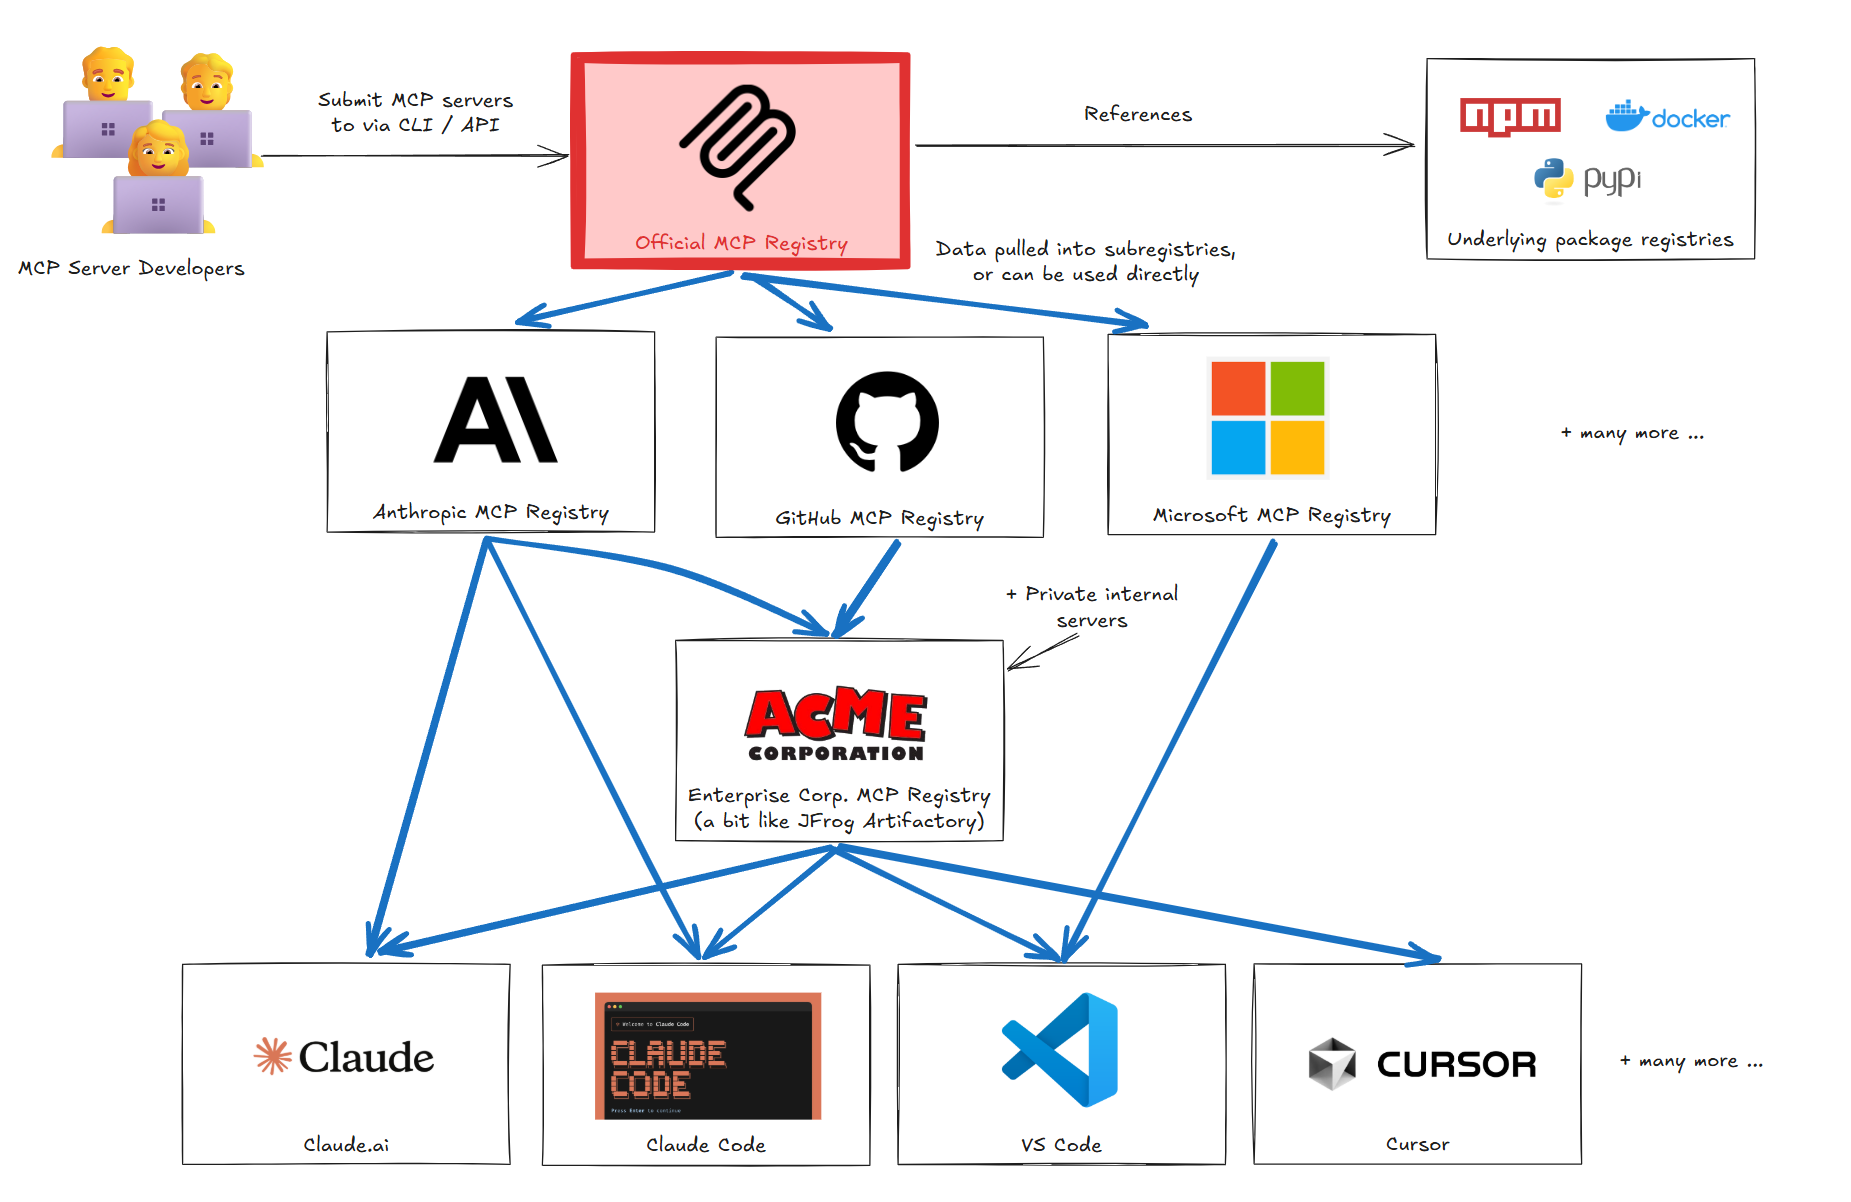 Submit MCP servers
to via CLI / API
MCP Server Developers
Official MCP Registry
References
npm
docker
pypi
Underlying package registries
Data pulled into subregistries,
or can be used directly
Anthropic MCP Registry
GitHub MCP Registry
Microsoft MCP Registry
+ many more ...
+ Private internal
servers
ACME
CORPORATION
Enterprise Corp. MCP Registry
(a bit like JFrog Artifactory)
Claude
Claude.ai
Welcome to Claude Code
CLAUDE
CODE
Press Enter to continue
Claude Code
VS Code
CURSOR
Cursor
+ many more ...